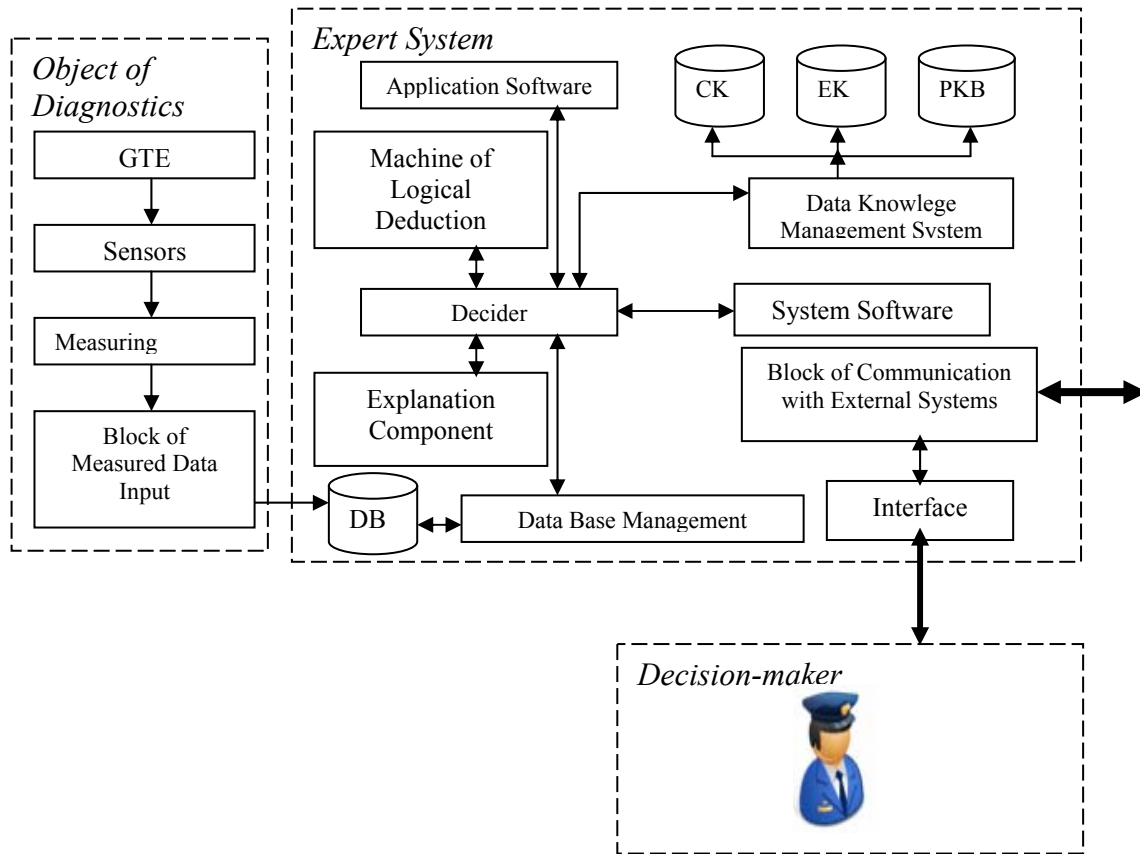 Object of
Diagnostics
GTE
Sensors
Measuring
Block of
Measured Data
Input
Expert System
Application Software
CK
EK
PKB
Machine of
Logical
Deduction
Data Knowlege
Management System
Decider
System Software
Explanation
Component
Block of Communication
with External Systems
DB
Data Base Management
Interface
Decision-maker